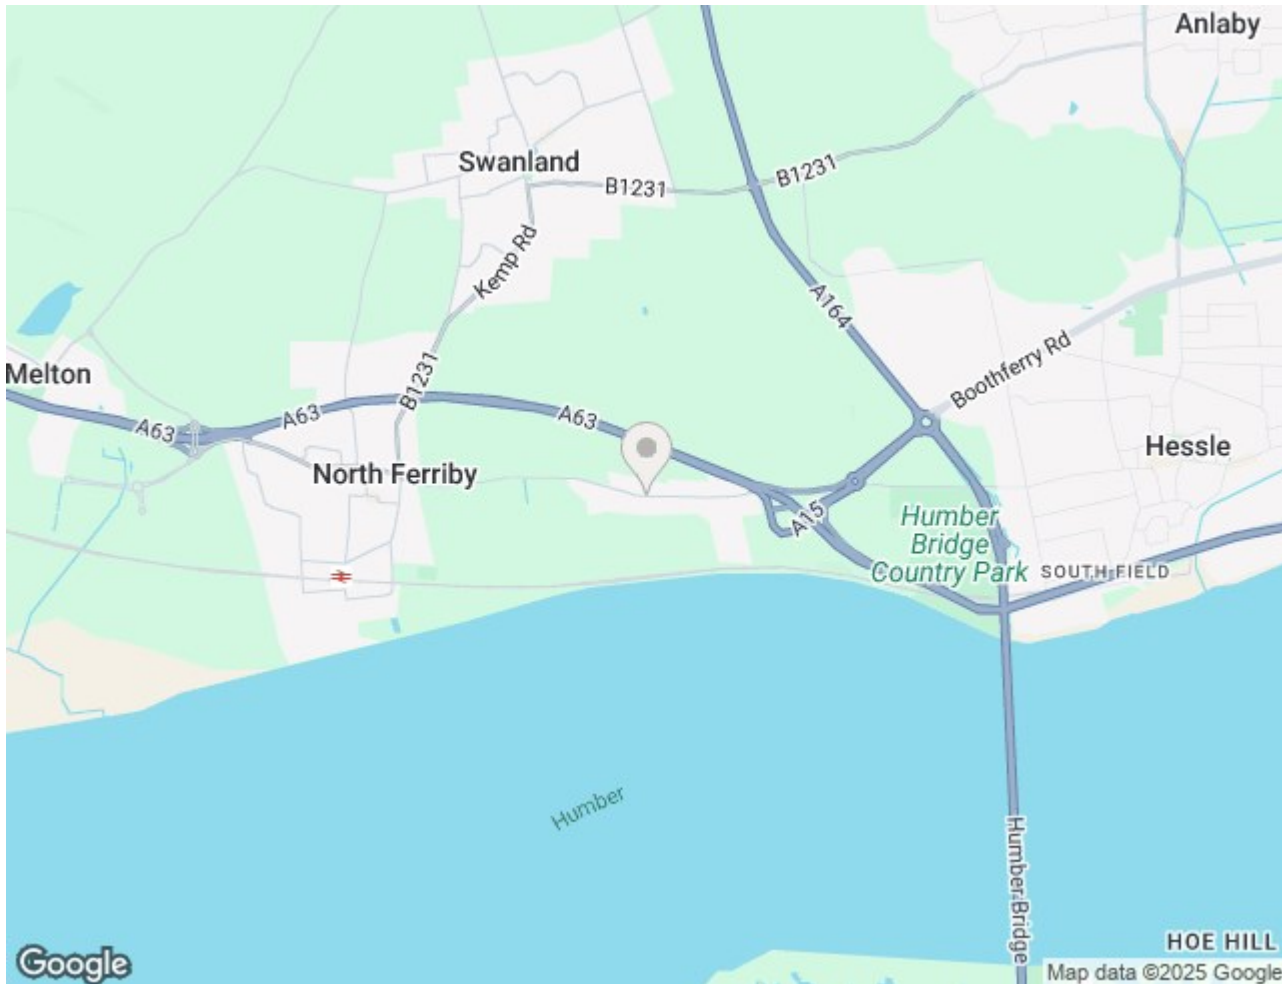 Anlaby
Swanland
B1231
B1231
Kemp Rd
A164
Boothferry Rd
Melton
B1231
A63
A63
A63
Hessle
North Ferriby
A15
Humber
Bridge
Country Park
SOUTH FIELD
Humber
Humber Bridge
HOE HILL
Google
Map data ©2025 Google